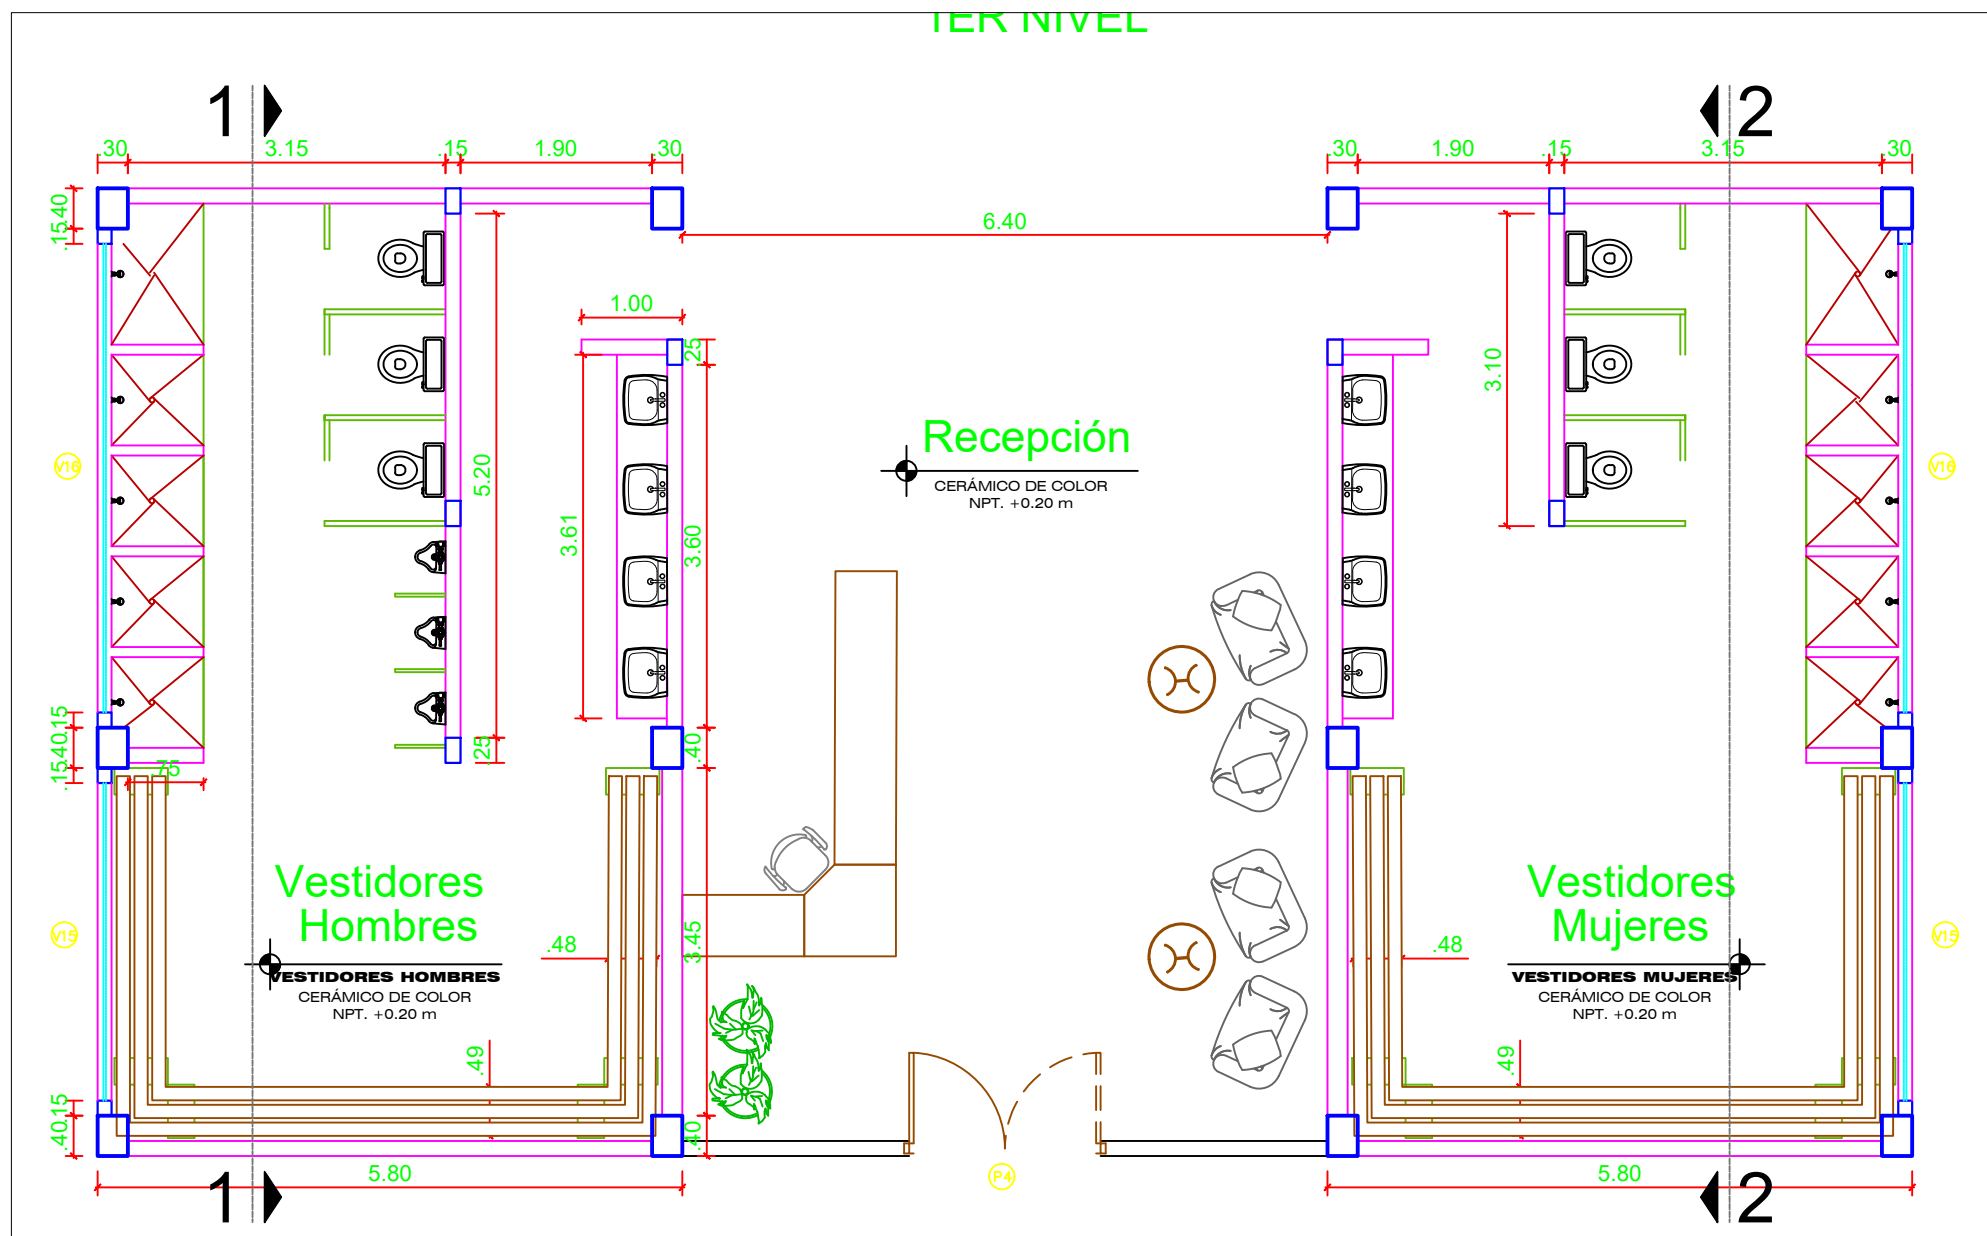 1ER NIVEL
1
2
.30
3.15
.15
1.90
.30
.30
1.90
.15
3.15
.30
.40
.15
6.40
1.00
.25
3.10
Recepción
CERÁMICO DE COLOR
NPT. +0.20 m
V16
V16
5.20
3.61
3.60
.15
.40
.15
.25
.40
.75
Vestidores
Hombres
VESTIDORES HOMBRES
CERÁMICO DE COLOR
NPT. +0.20 m
.48
3.45
.48
Vestidores
Mujeres
VESTIDORES MUJERES
CERÁMICO DE COLOR
NPT. +0.20 m
V15
V15
.49
.49
.15
.40
.40
5.80
P4
5.80
1
2